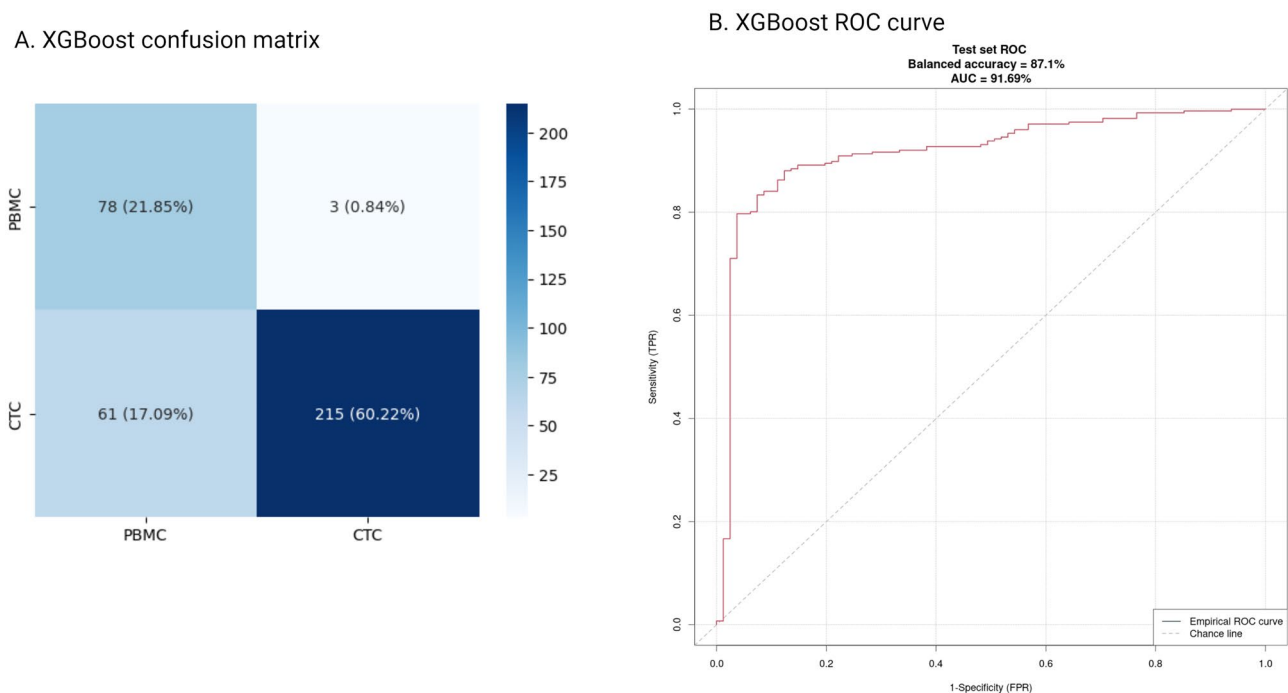 A. XGBoost confusion matrix
PBMC
CTC
78 (21.85%)
3 (0.84%)
61 (17.09%)
215 (60.22%)
PBMC
CTC
200
175
150
125
100
75
50
25
B. XGBoost ROC curve
Test set ROC
Balanced accuracy = 87.1%
AUC = 91.69%
Sensitivity (TPR)
1.0
0.8
0.6
0.4
0.2
0.0
0.0
0.2
0.4
0.6
0.8
1.0
1-Specificity (FPR)
Empirical ROC curve
Chance line